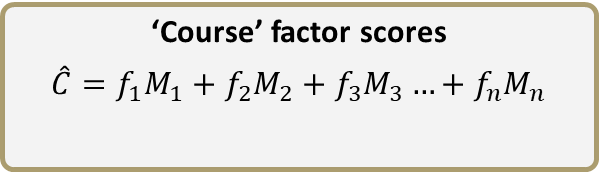 ‘Course’ factor scores
Ĉ = f₁M₁ + f₂M₂ + f₃M₃ … + fₙMₙ